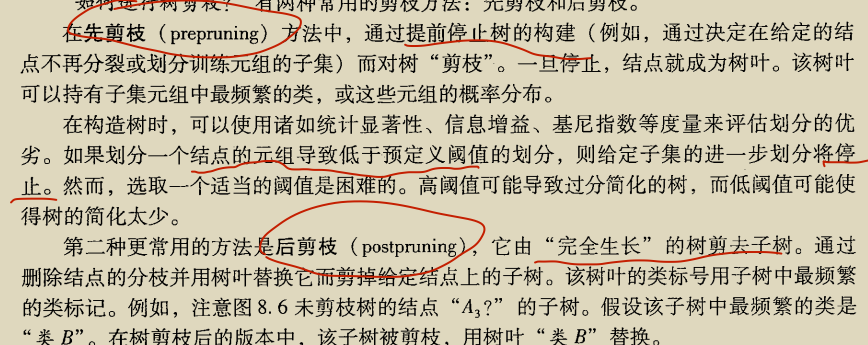 如何进行树剪枝？”有两种常用的剪枝方法：先剪枝和后剪枝。
在先剪枝（prepruning）方法中，通过提前停止树的构建（例如，通过决定在给定的结
点不再分裂或划分训练元组的子集）而对树“剪枝”。一旦停止，结点就成为树叶。该树叶
可以持有子集元组中最频繁的类，或这些元组的概率分布。
在构造树时，可以使用诸如统计显著性、信息增益、基尼指数等度量来评估划分的优
劣。如果划分一个结点的元组导致低于预定义阈值的划分，则给定子集的进一步划分将停
止。然而，选取一个适当的阈值是困难的。高阈值可能导致过分简化的树，而低阈值可能使
得树的简化太少。
第二种更常用的方法是后剪枝（postpruning），它由“完全生长”的树剪去子树。通过
删除结点的分枝并用树叶替换它而剪掉给定结点上的子树。该树叶的类标号用子树中最频繁
的类标记。例如，注意图8.6未剪枝树的结点“A₃?”的子树。假设该子树中最频繁的类是
“类B”。在树剪枝后的版本中，该子树被剪枝，用树叶“类B”替换。